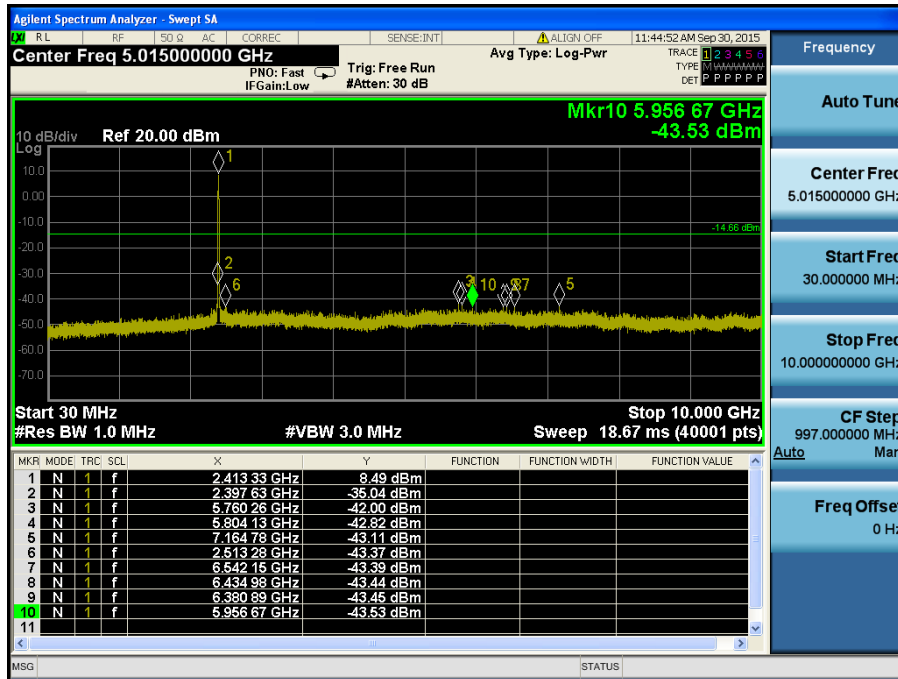 Agilent Spectrum Analyzer - Swept SA
LXI RL RF 50 Ω AC CORREC SENSE:INT ALIGN OFF 11:44:52 AM Sep 30, 2015
Center Freq 5.015000000 GHz
PNO: Fast
IFGain:Low
Trig: Free Run
#Atten: 30 dB
Avg Type: Log-Pwr
TRACE 1 2 3 4 5 6
TYPE M WWWWW
DET P P P P P P
Mkr10 5.956 67 GHz
-43.53 dBm
10 dB/div Ref 20.00 dBm
Log
10.0
0.00
-10.0
-20.0
-30.0
-40.0
-50.0
-60.0
-70.0
-14.66 dBm
1
2
6
3
10
7
5
Start 30 MHz Stop 10.000 GHz
#Res BW 1.0 MHz #VBW 3.0 MHz Sweep 18.67 ms (40001 pts)
MKR MODE TRC SCL X Y FUNCTION FUNCTION WIDTH FUNCTION VALUE
1 N 1 f 2.413 33 GHz 8.49 dBm
2 N 1 f 2.397 63 GHz -35.04 dBm
3 N 1 f 5.760 26 GHz -42.00 dBm
4 N 1 f 5.804 13 GHz -42.82 dBm
5 N 1 f 7.164 78 GHz -43.11 dBm
6 N 1 f 2.513 28 GHz -43.37 dBm
7 N 1 f 6.542 15 GHz -43.39 dBm
8 N 1 f 6.434 98 GHz -43.44 dBm
9 N 1 f 6.380 89 GHz -43.45 dBm
10 N 1 f 5.956 67 GHz -43.53 dBm
11
MSG STATUS
Frequency
Auto Tune
Center Freq
5.015000000 GHz
Start Freq
30.000000 MHz
Stop Freq
10.000000000 GHz
CF Step
997.000000 MHz
Auto Man
Freq Offset
0 Hz